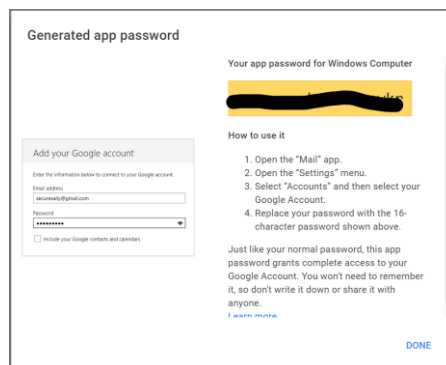 Generated app password
Your app password for Windows Computer
How to use it
1. Open the "Mail" app.
2. Open the "Settings" menu.
3. Select "Accounts" and then select your
Google Account.
4. Replace your password with the 16-
character password shown above.
Just like your normal password, this app
password grants complete access to your
Google Account. You won't need to remember
it, so don't write it down or share it with
anyone.
Learn more
Add your Google account
Enter the information below to connect to your Google account.
Email address
securesally@gmail.com
Password
•••••••••
Include your Google contacts and calendars
DONE